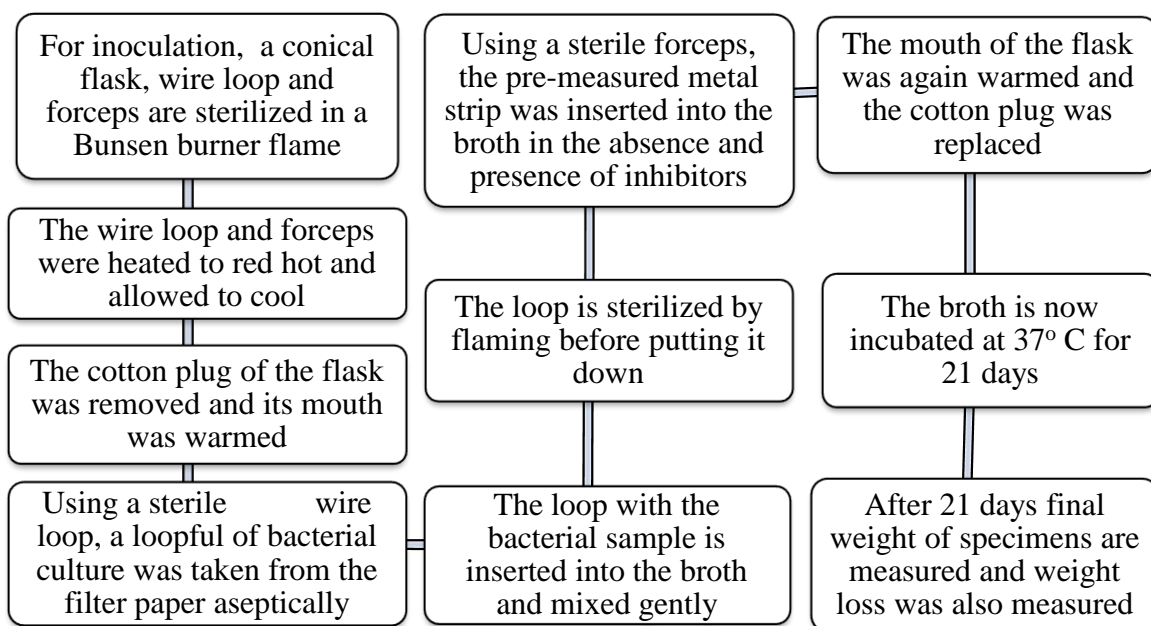 For inoculation, a conical
flask, wire loop and
forceps are sterilized in a
Bunsen burner flame
The wire loop and forceps
were heated to red hot and
allowed to cool
The cotton plug of the flask
was removed and its mouth
was warmed
Using a sterile wire
loop, a loopful of bacterial
culture was taken from the
filter paper aseptically
The loop with the
bacterial sample is
inserted into the broth
and mixed gently
The loop is sterilized by
flaming before putting it
down
Using a sterile forceps,
the pre-measured metal
strip was inserted into the
broth in the absence and
presence of inhibitors
The mouth of the flask
was again warmed and
the cotton plug was
replaced
The broth is now
incubated at 37° C for
21 days
After 21 days final
weight of specimens are
measured and weight
loss was also measured